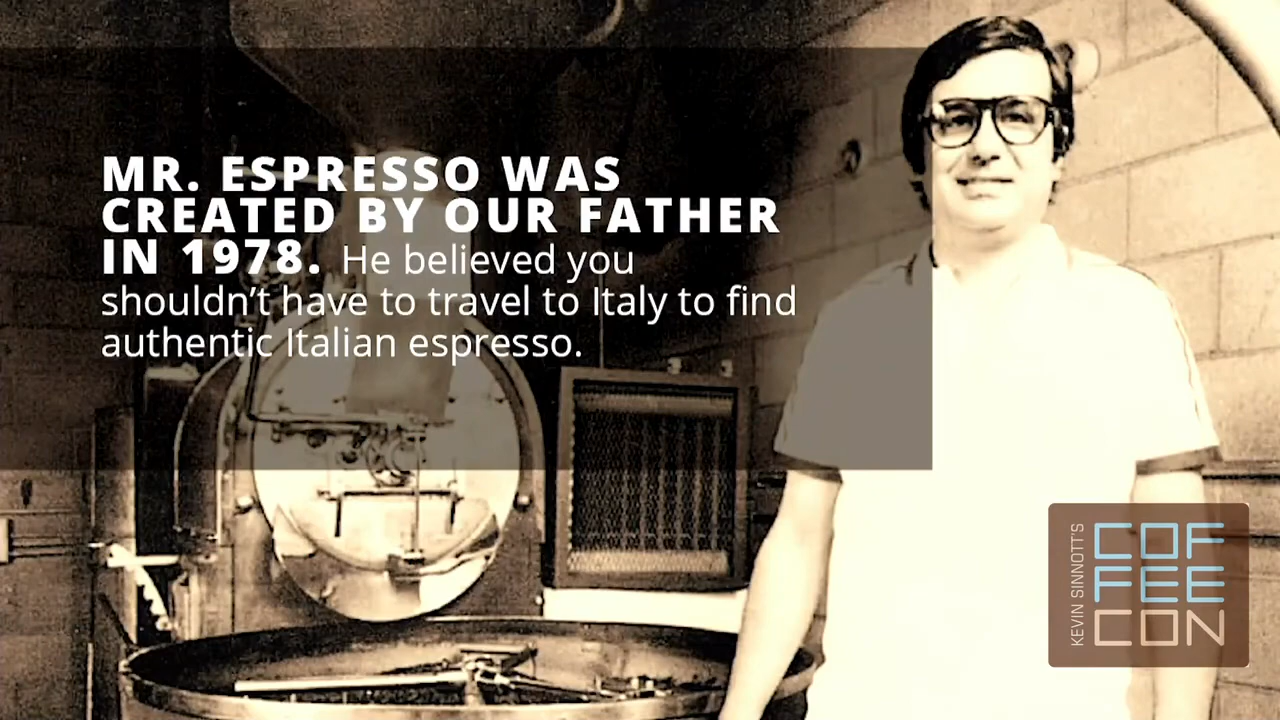 MR. ESPRESSO WAS
CREATED BY OUR FATHER
IN 1978. He believed you
shouldn't have to travel to Italy to find
authentic Italian espresso.
KEVIN SINNOTT'S
COF
FEE
CON